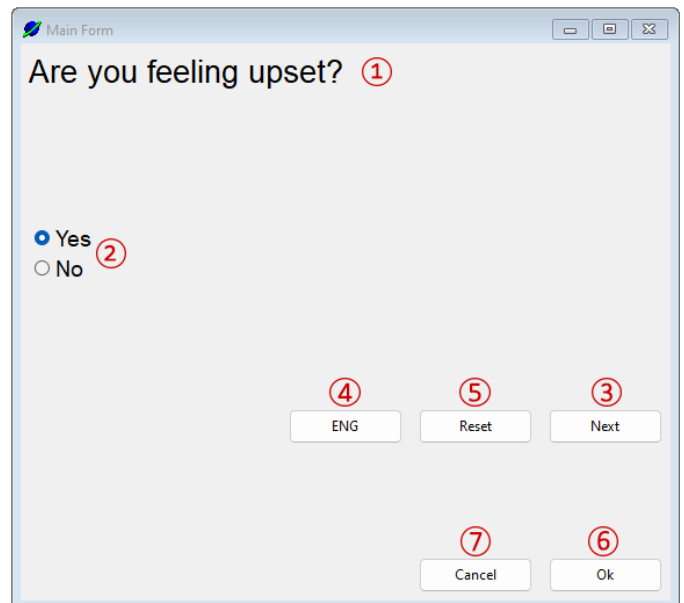 Main Form
Are you feeling upset? ①
Yes
②
No
④ ⑤ ③
ENG Reset Next
⑦ ⑥
Cancel Ok